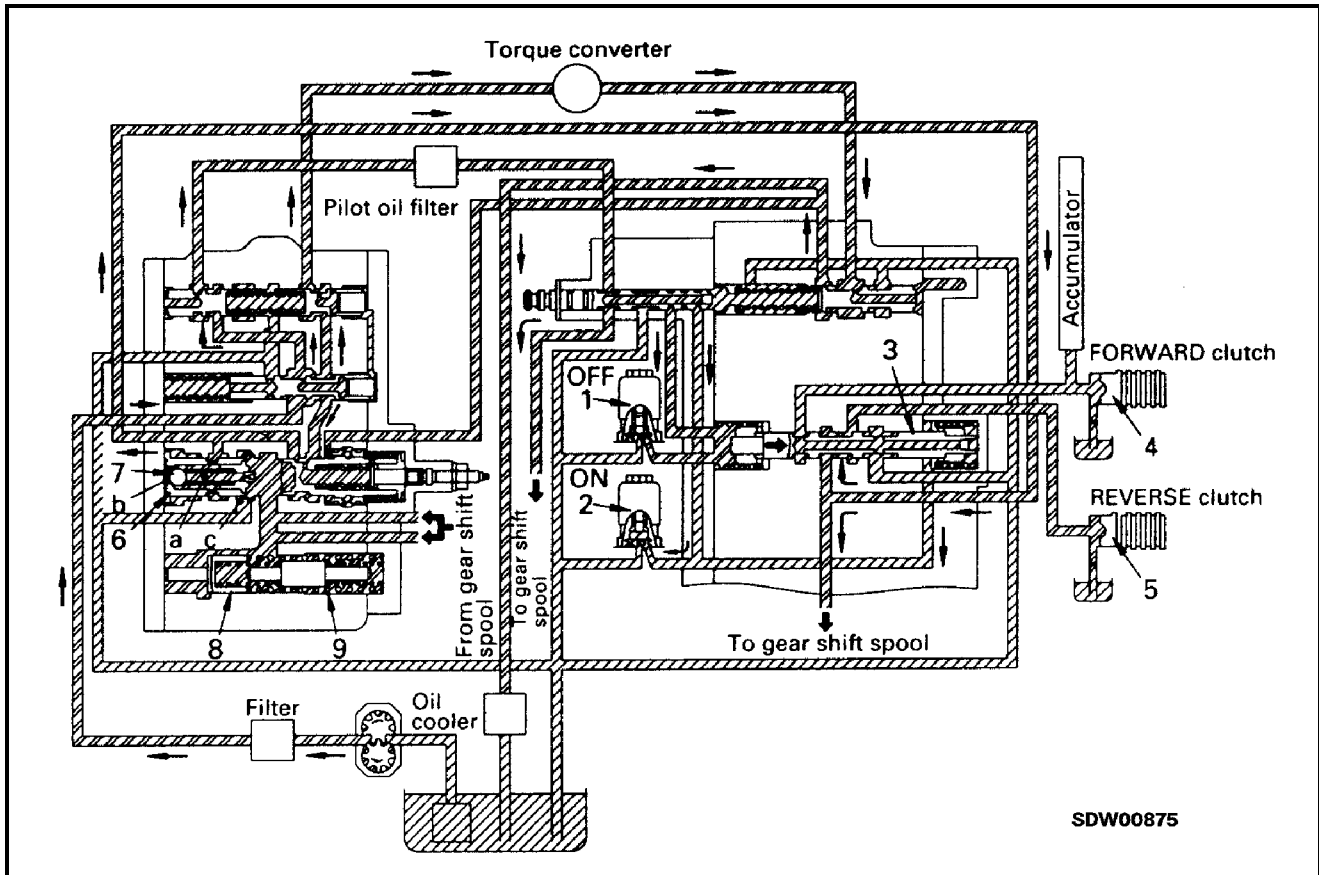 Torque converter
Pilot oil filter
Accumulator
FORWARD clutch
3
OFF
1
4
7
b
6
a
c
ON
2
REVERSE clutch
5
8
9
From gear shift
spool
To gear shift
spool
To gear shift spool
Filter
Oil
cooler
SDW00875